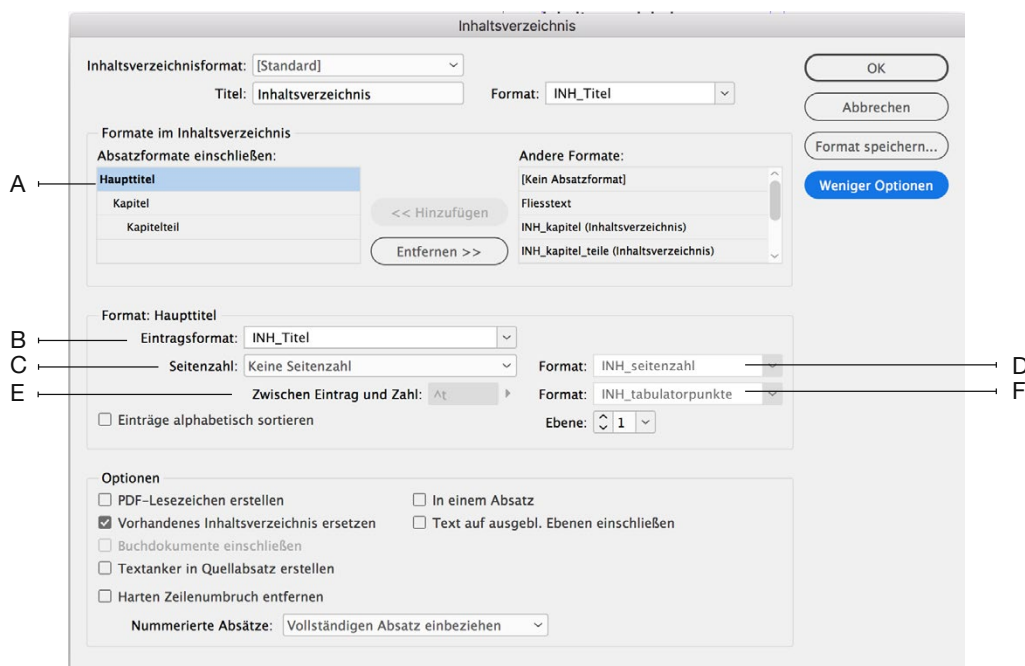 Inhaltsverzeichnis
Inhaltsverzeichnisformat: [Standard]
Titel: Inhaltsverzeichnis Format: INH_Titel
OK
Abbrechen
Format speichern...
Weniger Optionen
Formate im Inhaltsverzeichnis
Absatzformate einschließen:
A
Haupttitel
Kapitel
Kapitelteil
<< Hinzufügen
Entfernen >>
Andere Formate:
[Kein Absatzformat]
Fliesstext
INH_kapitel (Inhaltsverzeichnis)
INH_kapitel_teile (Inhaltsverzeichnis)
Format: Haupttitel
B Eintragsformat: INH_Titel
C Seitenzahl: Keine Seitenzahl Format: INH_seitenzahl D
E Zwischen Eintrag und Zahl: ^t Format: INH_tabulatorpunkte F
Einträge alphabetisch sortieren Ebene: 1
Optionen
PDF-Lesezeichen erstellen In einem Absatz
Vorhandenes Inhaltsverzeichnis ersetzen Text auf ausgebl. Ebenen einschließen
Buchdokumente einschließen
Textanker in Quellabsatz erstellen
Harten Zeilenumbruch entfernen
Nummerierte Absätze: Vollständigen Absatz einbeziehen